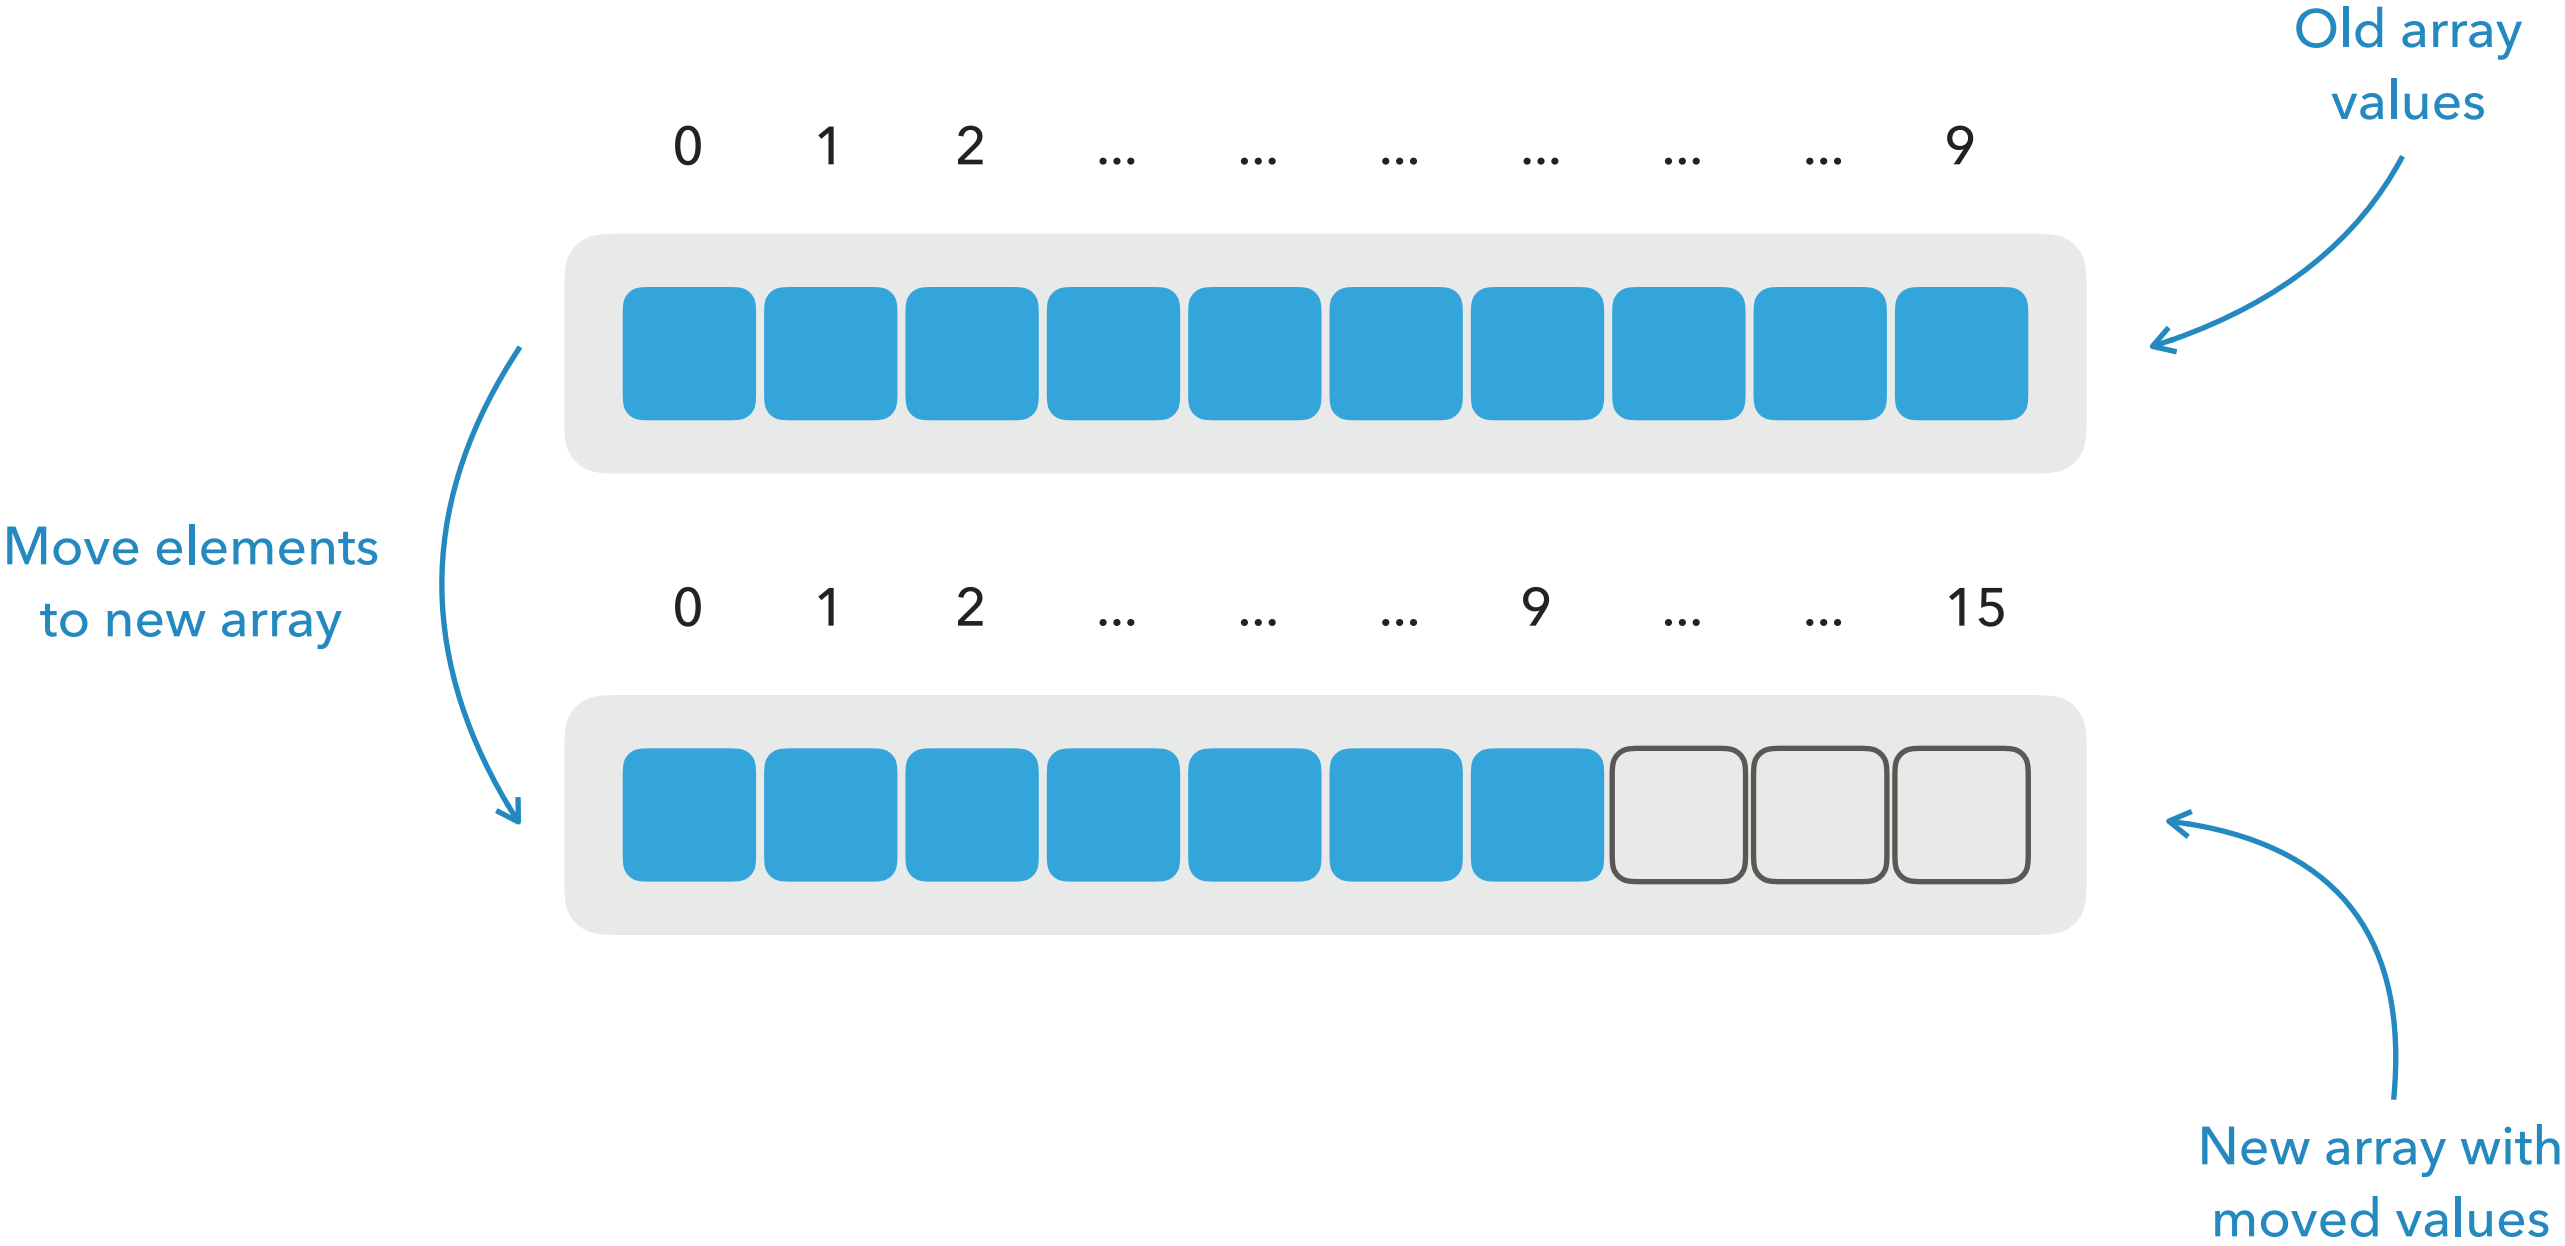 Old array
values
0 1 2 ... ... ... ... ... ... 9
Move elements
to new array
0 1 2 ... ... ... 9 ... ... 15
New array with
moved values